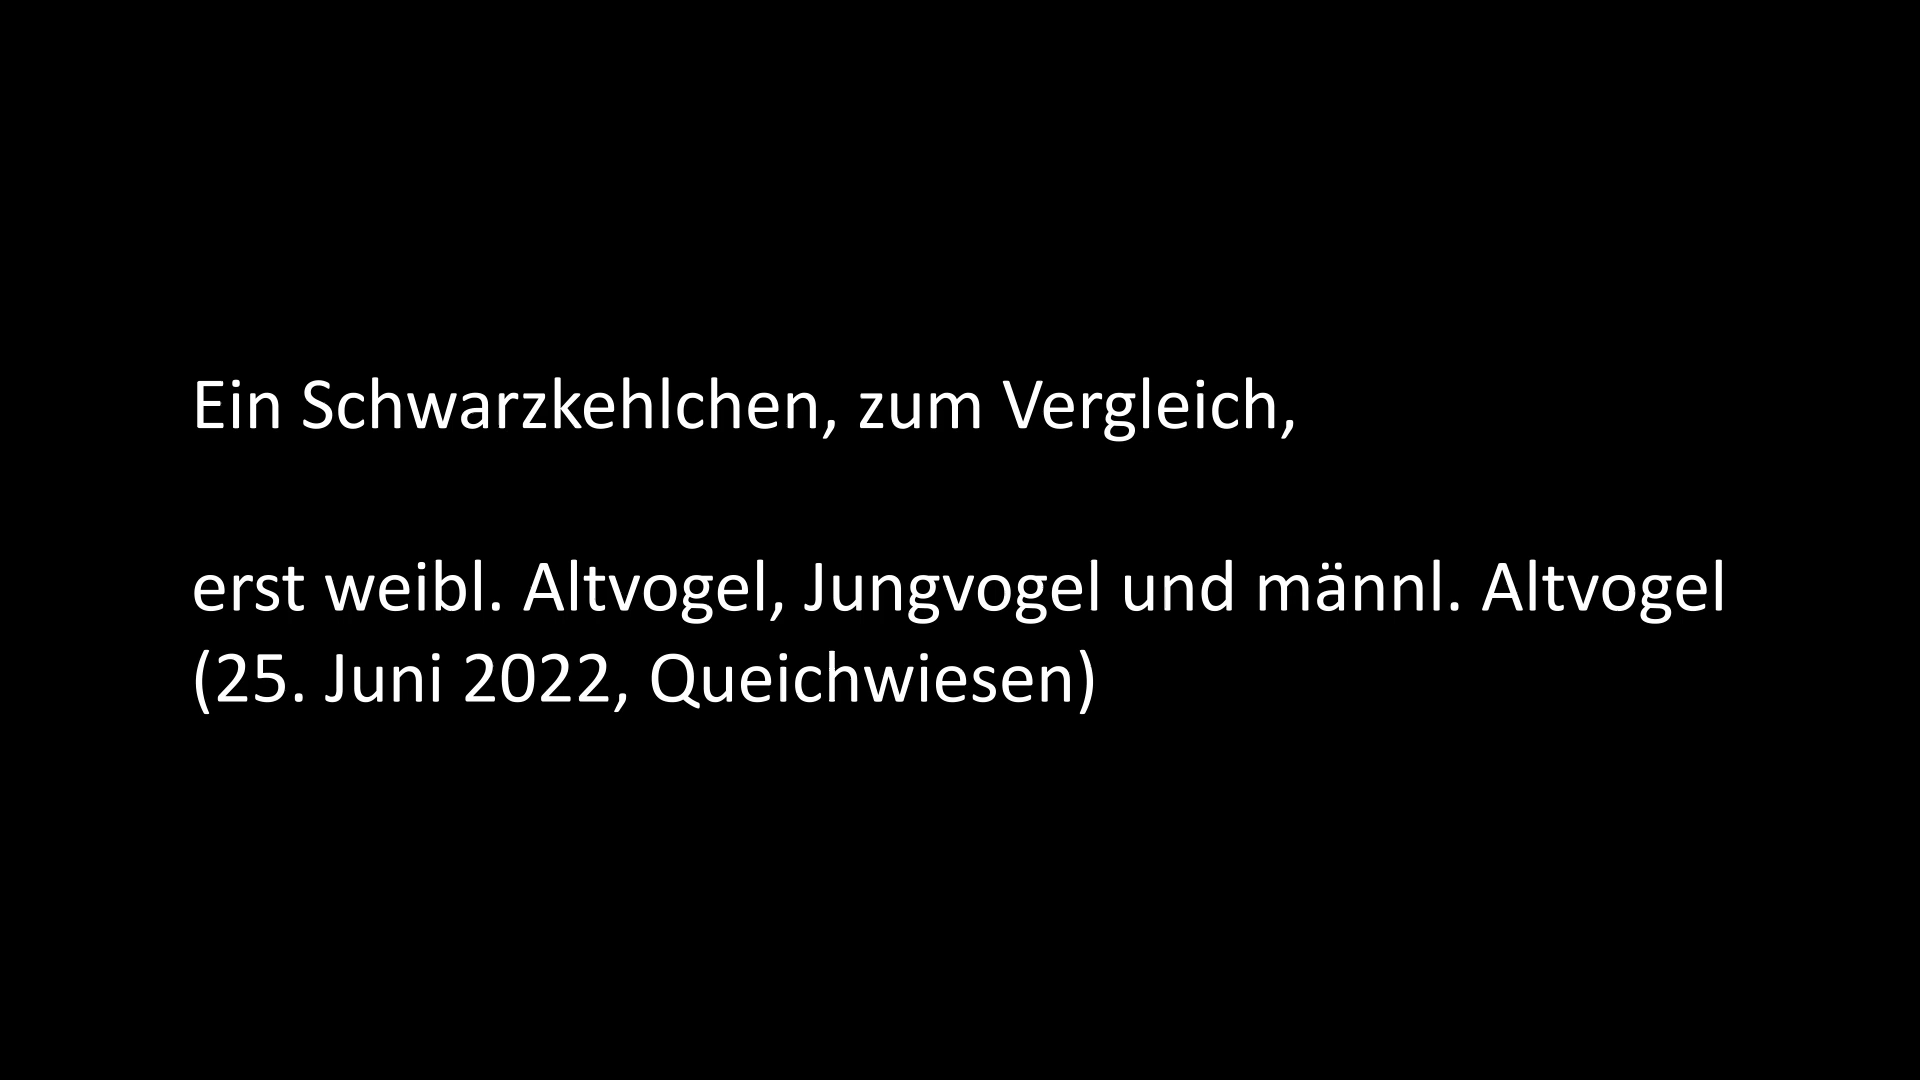 Ein Schwarzkehlchen, zum Vergleich,
erst weibl. Altvogel, Jungvogel und männl. Altvogel
(25. Juni 2022, Queichwiesen)